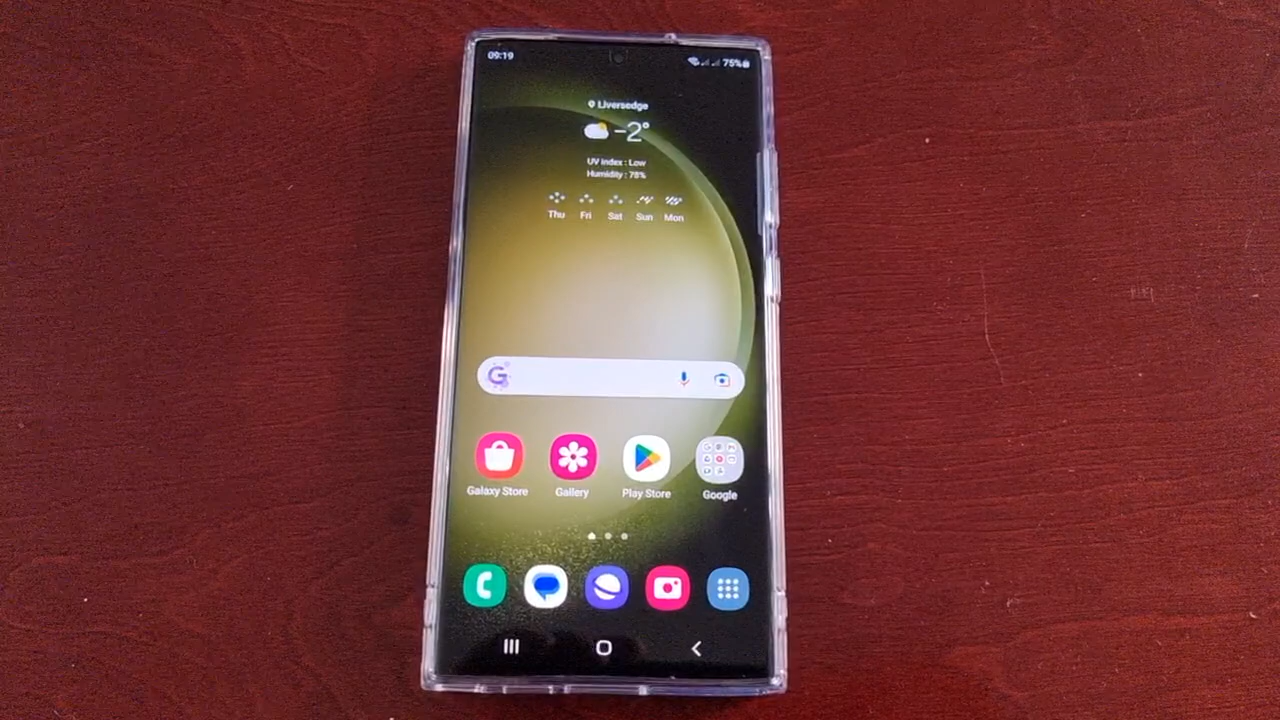 09:19
75%
Liversedge
-2°
UV index : Low
Humidity : 78%
Thu Fri Sat Sun Mon
G
Galaxy Store Gallery Play Store Google